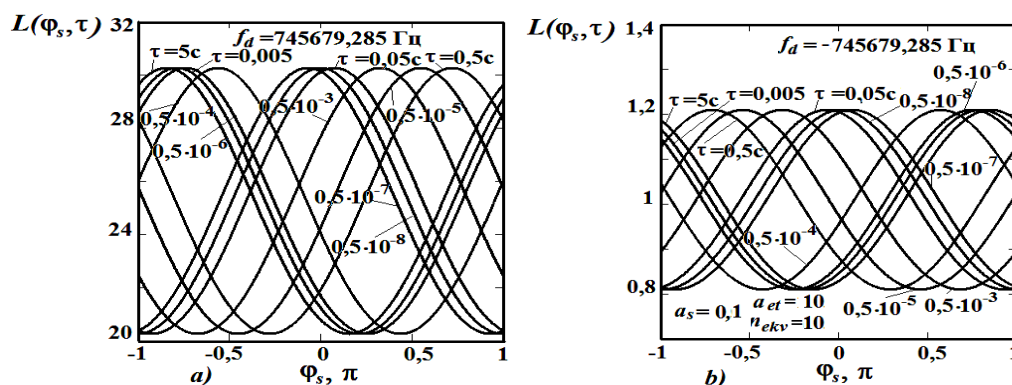 L(φs,τ)
32
28
24
20
fd = 745679,285 Гц
τ=5c
τ=0,005
τ=0,05c
τ=0,5c
0,5·10⁻⁴
0,5·10⁻³
0,5·10⁻⁵
0,5·10⁻⁶
0,5·10⁻⁷
0,5·10⁻⁸
-1 -0,5 0 0,5 1
a) φs, π
L(φs,τ)
1,4
1,2
1
0,8
fd = -745679,285 Гц
0,5·10⁻⁶
τ=5c
τ=0,005
τ=0,05c
0,5·10⁻⁸
τ=0,5c
0,5·10⁻⁷
0,5·10⁻⁴
as = 0,1
aet = 10
nekv=10
0,5·10⁻⁵
0,5·10⁻³
-1 -0,5 0 0,5 1
φs, π b)